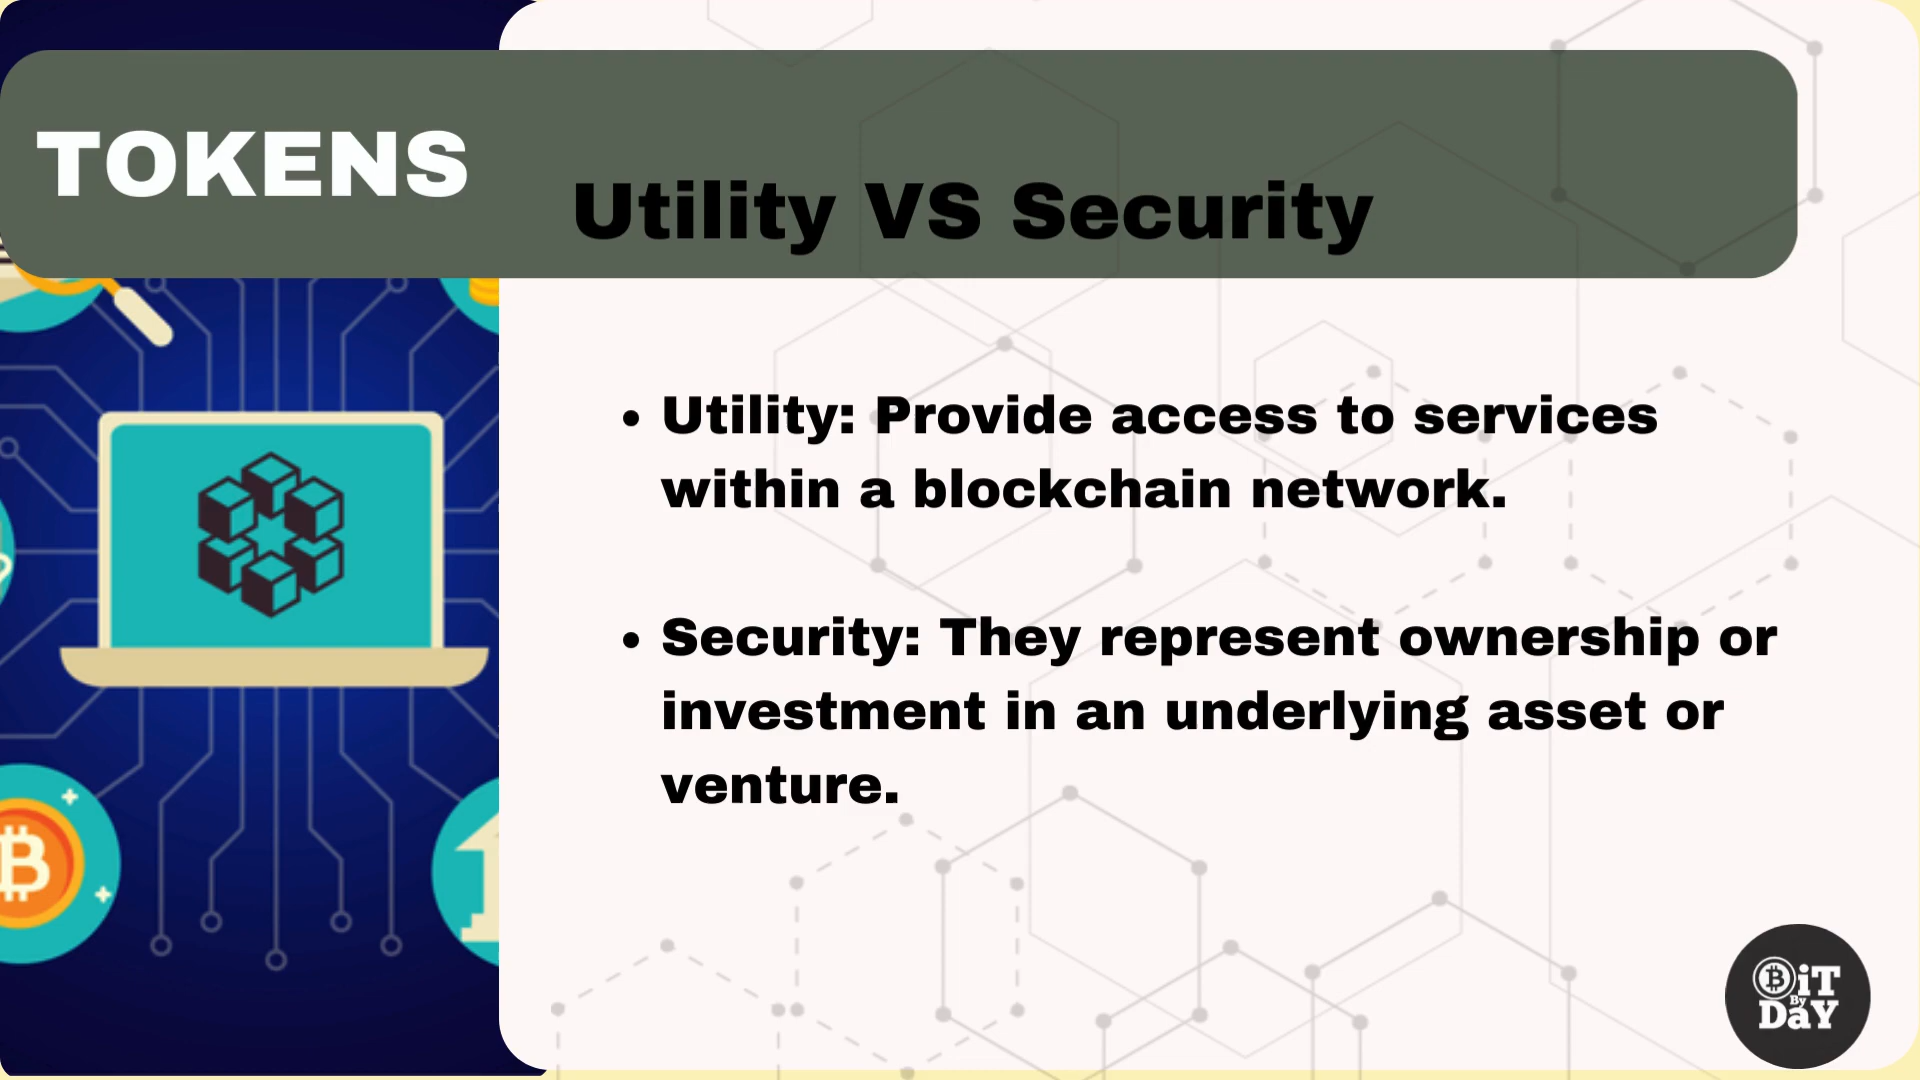 TOKENS
Utility VS Security
• Utility: Provide access to services
within a blockchain network.
• Security: They represent ownership or
investment in an underlying asset or
venture.
BiT
By
DaY